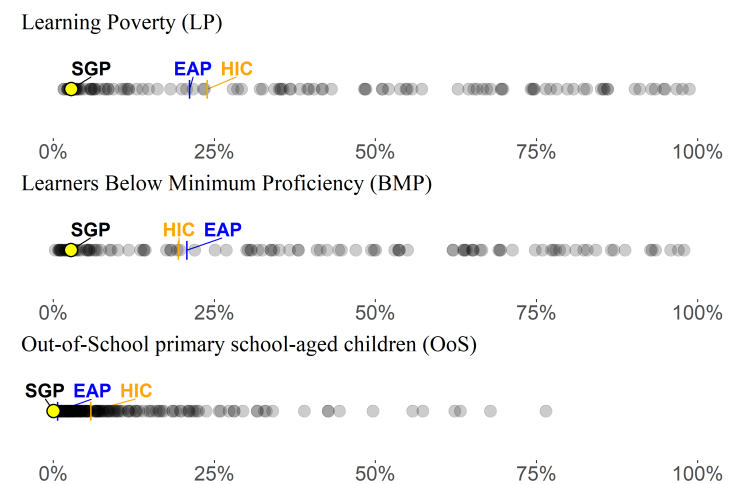 Learning Poverty (LP)
SGP EAP HIC
0% 25% 50% 75% 100%
Learners Below Minimum Proficiency (BMP)
SGP HIC EAP
0% 25% 50% 75% 100%
Out-of-School primary school-aged children (OoS)
SGP EAP HIC
0% 25% 50% 75% 100%